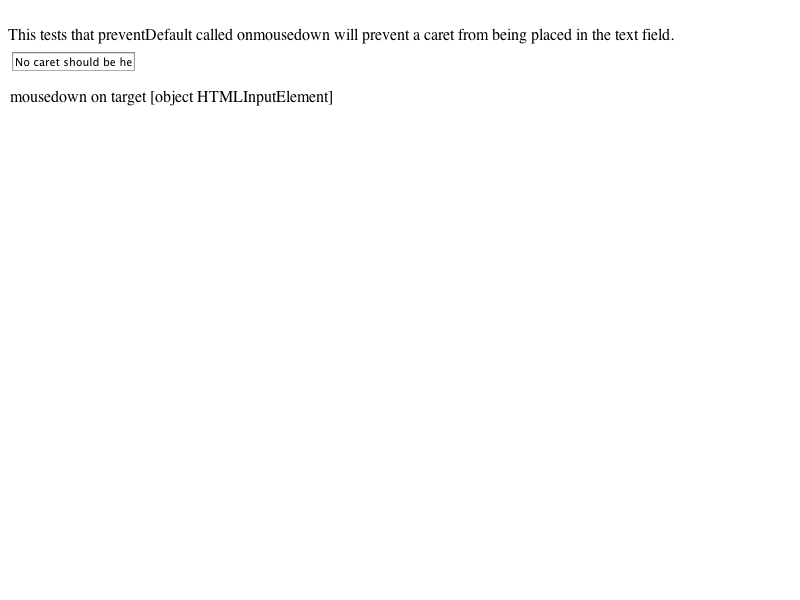 This tests that preventDefault called onmousedown will prevent a caret from being placed in the text field.
No caret should be he
mousedown on target [object HTMLInputElement]